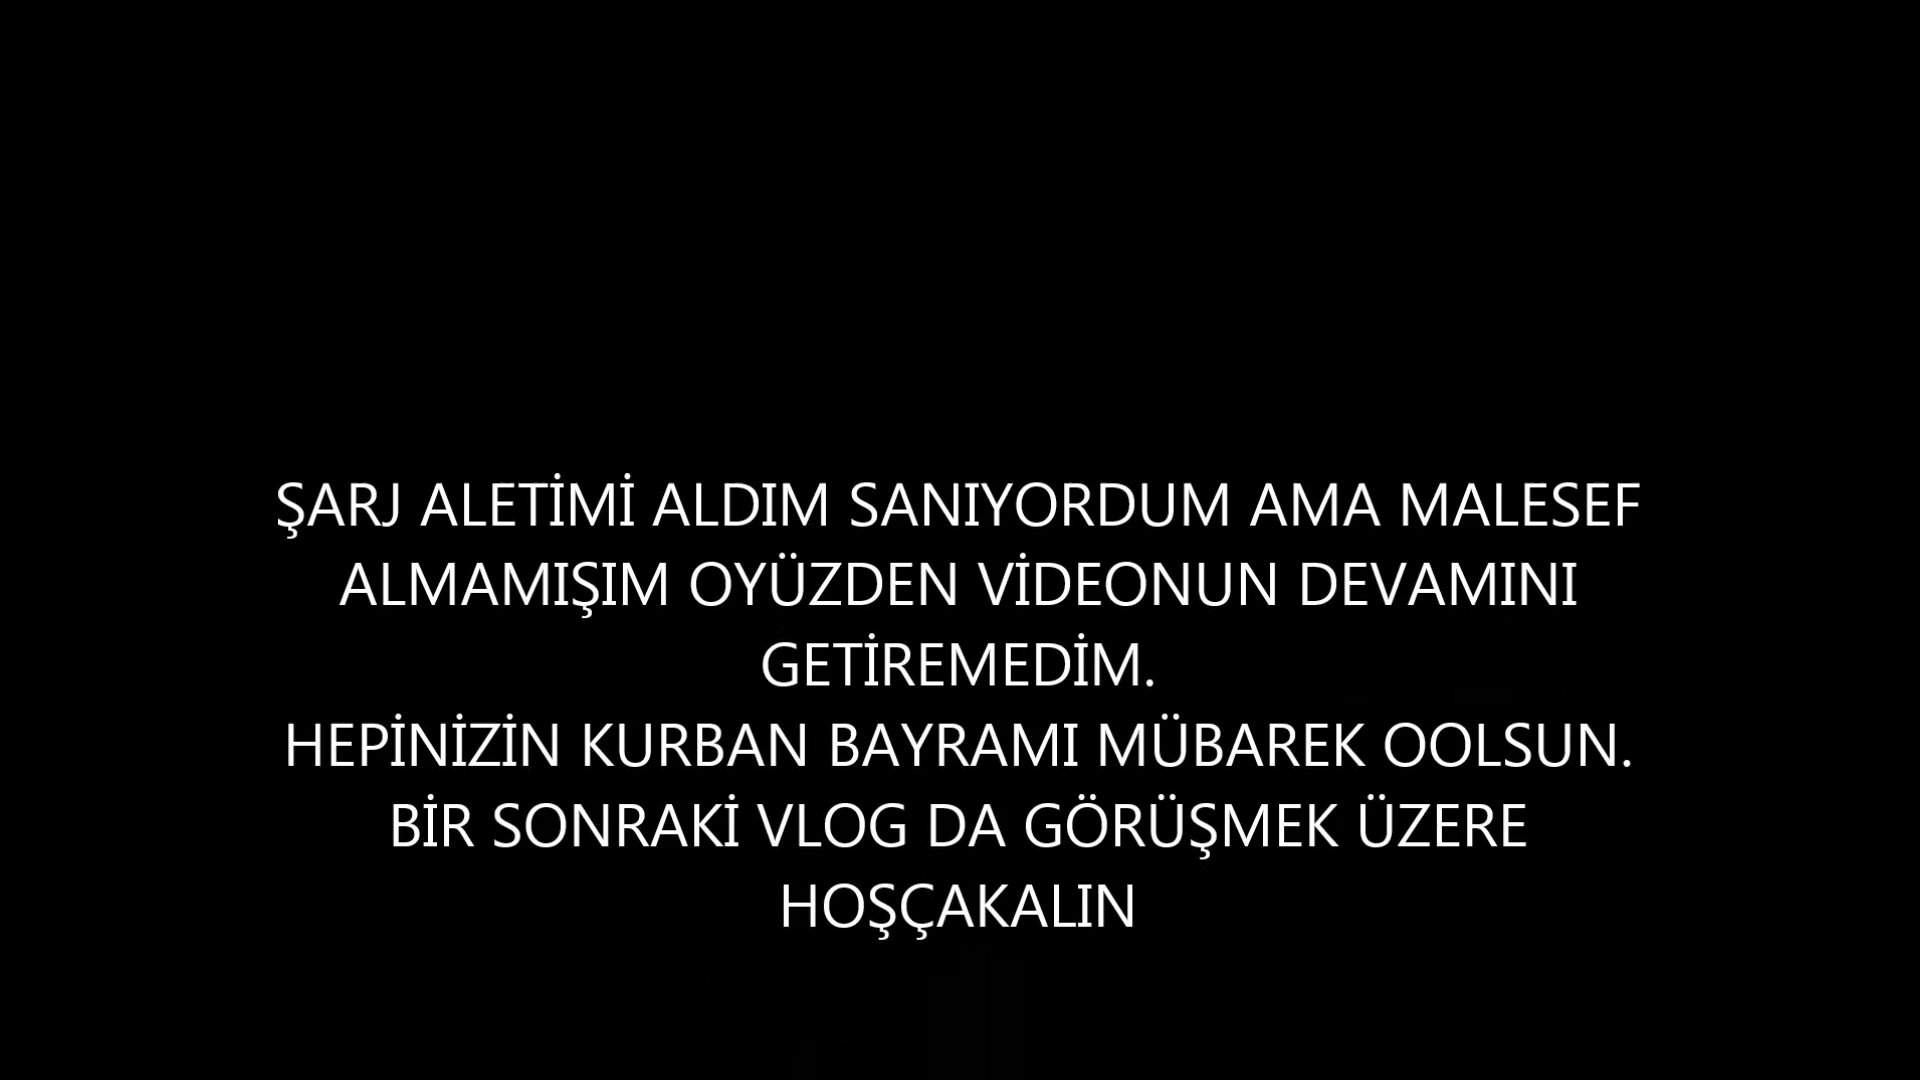 ŞARJ ALETİMİ ALDIM SANIYORDUM AMA MALESEF
ALMAMIŞIM OYÜZDEN VİDEONUN DEVAMINI
GETİREMEDİM.
HEPİNİZİN KURBAN BAYRAMI MÜBAREK OOLSUN.
BİR SONRAKİ VLOG DA GÖRÜŞMEK ÜZERE
HOŞÇAKALIN